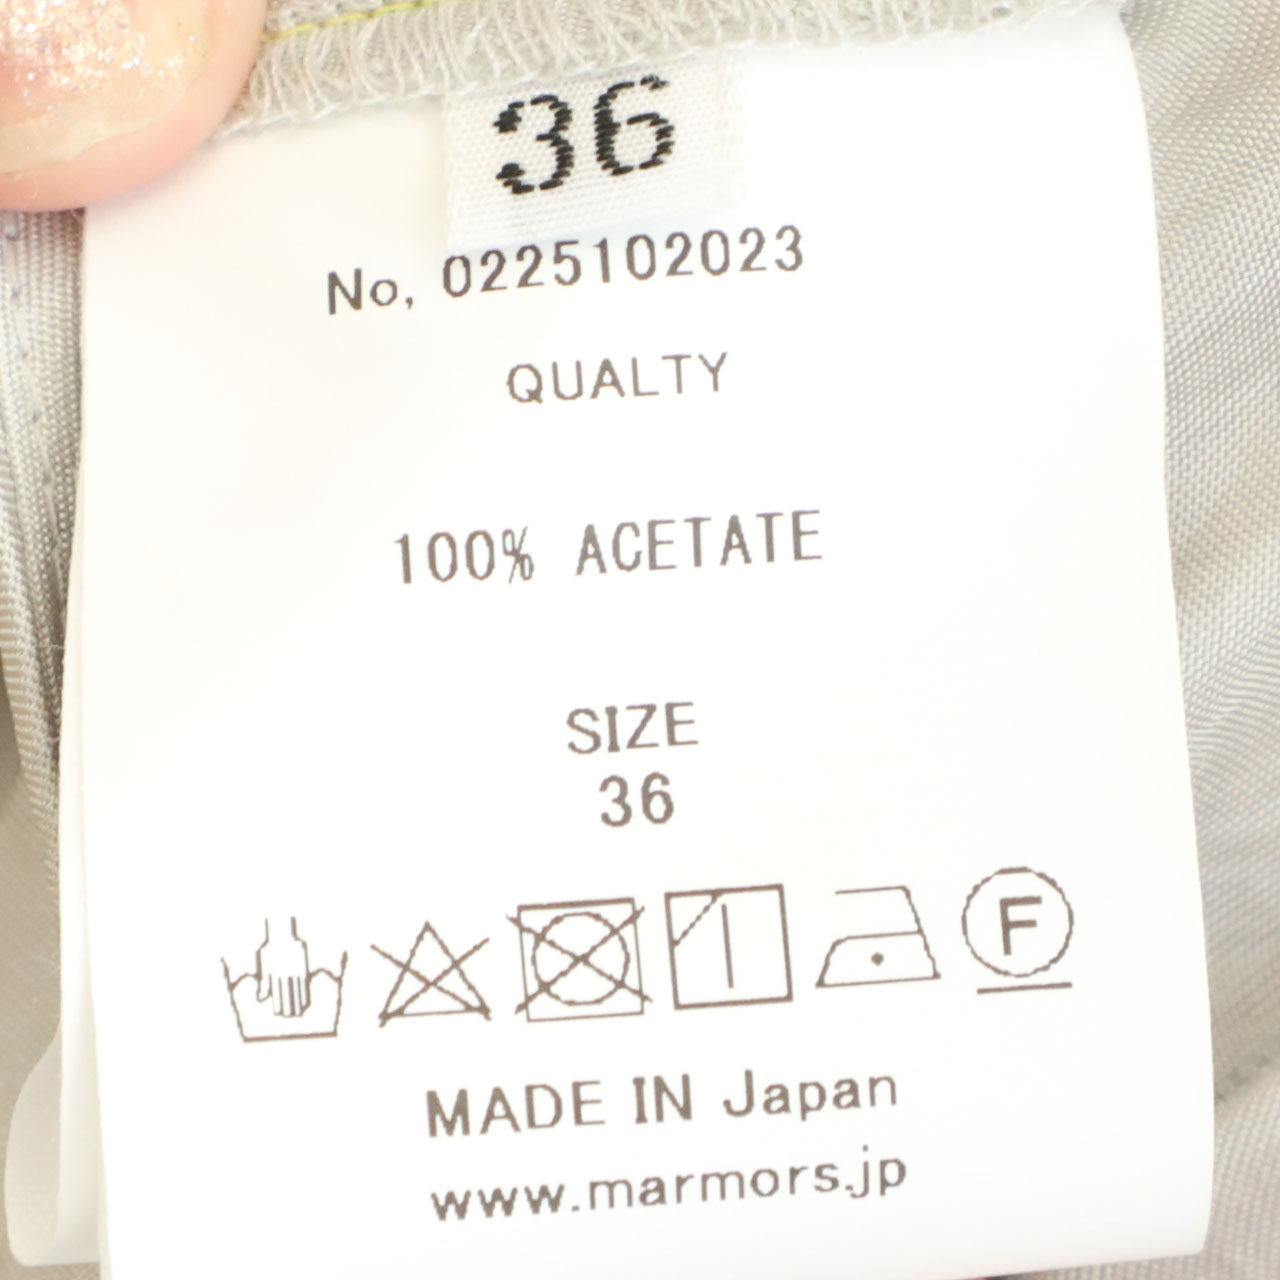 36
No, 0225102023
QUALTY
100% ACETATE
SIZE
36
F
MADE IN Japan
www.marmors.jp